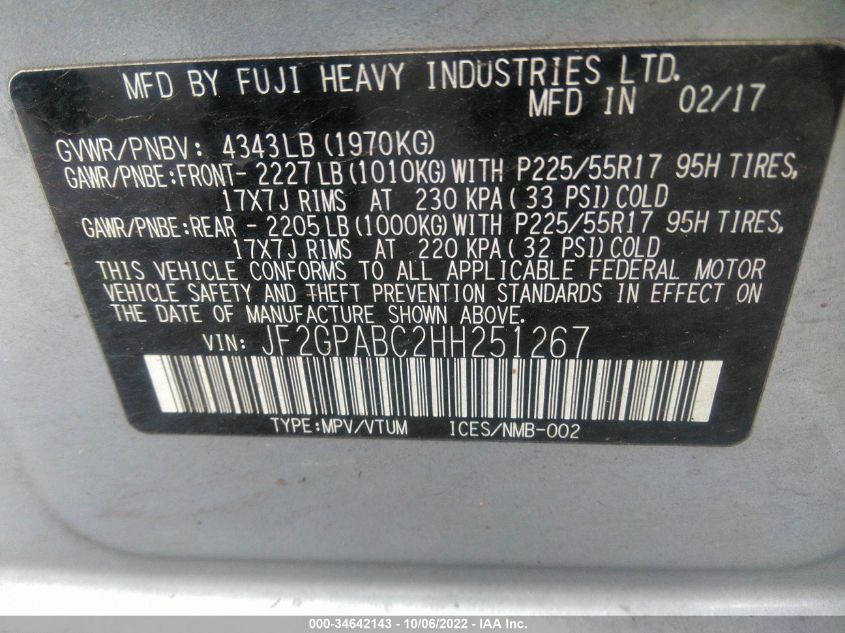 MFD BY FUJI HEAVY INDUSTRIES LTD.
MFD IN 02/17
GVWR/PNBV: 4343LB(1970KG)
GAWR/PNBE:FRONT- 2227LB(1010KG)WITH P225/55R17 95H TIRES,
17X7J RIMS AT 230 KPA(33 PSI)COLD
GAWR/PNBE:REAR - 2205LB(1000KG)WITH P225/55R17 95H TIRES,
17X7J RIMS AT 220 KPA(32 PSI)COLD
THIS VEHICLE CONFORMS TO ALL APPLICABLE FEDERAL MOTOR
VEHICLE SAFETY AND THEFT PREVENTION STANDARDS IN EFFECT ON
THE DATE OF MANUFACTURE SHOWN ABOVE.
VIN: JF2GPABC2HH251267
TYPE:MPV/VTUM ICES/NMB-002
000-34642143 - 10/06/2022 - IAA Inc.